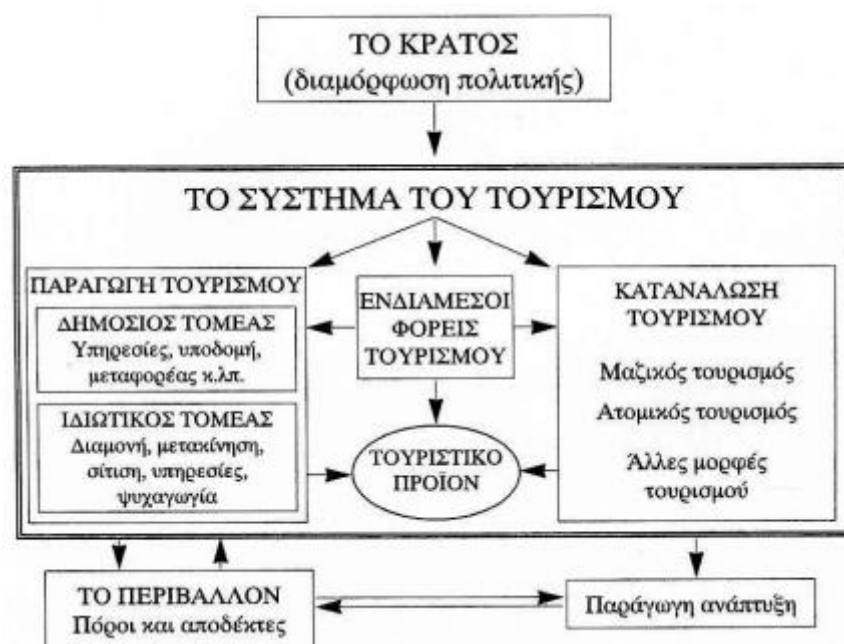 ΤΟ ΚΡΑΤΟΣ
(διαμόρφωση πολιτικής)
ΤΟ ΣΥΣΤΗΜΑ ΤΟΥ ΤΟΥΡΙΣΜΟΥ
ΠΑΡΑΓΩΓΗ ΤΟΥΡΙΣΜΟΥ
ΔΗΜΟΣΙΟΣ ΤΟΜΕΑΣ
Υπηρεσίες, υποδομή,
μεταφορέας κ.λπ.
ΙΔΙΩΤΙΚΟΣ ΤΟΜΕΑΣ
Διαμονή, μετακίνηση,
σίτιση, υπηρεσίες,
ψυχαγωγία
ΕΝΔΙΑΜΕΣΟΙ
ΦΟΡΕΙΣ
ΤΟΥΡΙΣΜΟΥ
ΤΟΥΡΙΣΤΙΚΟ
ΠΡΟΪΟΝ
ΚΑΤΑΝΑΛΩΣΗ
ΤΟΥΡΙΣΜΟΥ
Μαζικός τουρισμός
Ατομικός τουρισμός
Άλλες μορφές
τουρισμού
ΤΟ ΠΕΡΙΒΑΛΛΟΝ
Πόροι και αποδέκτες
Παράγωγη ανάπτυξη